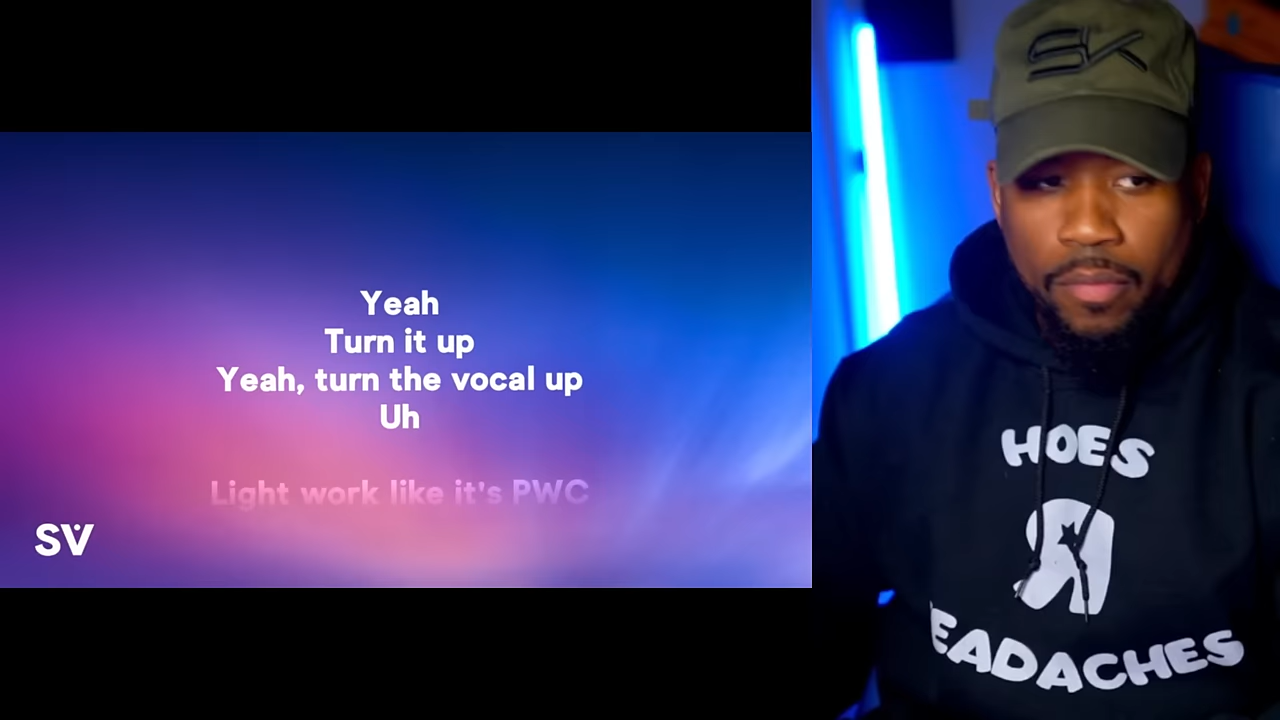 Yeah
Turn it up
Yeah, turn the vocal up
Uh
Light work like it's PWC
SV
SK
HOES
R
EADACHES